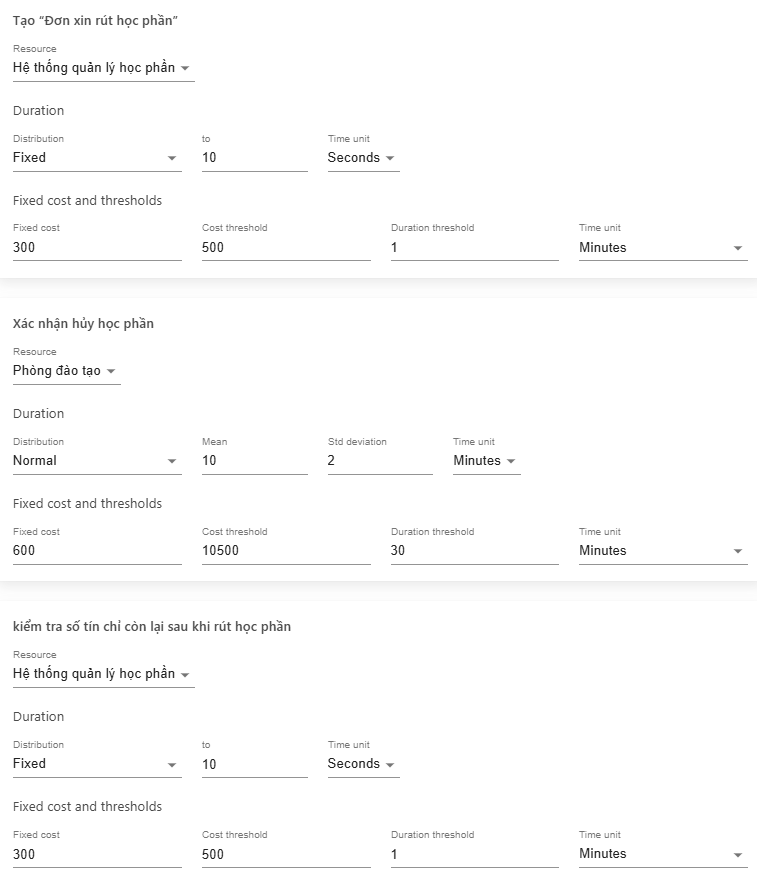 Tạo “Đơn xin rút học phần”
Resource
Hệ thống quản lý học phần
Duration
Distribution to Time unit
Fixed 10 Seconds
Fixed cost and thresholds
Fixed cost Cost threshold Duration threshold Time unit
300 500 1 Minutes
Xác nhận hủy học phần
Resource
Phòng đào tạo
Duration
Distribution Mean Std deviation Time unit
Normal 10 2 Minutes
Fixed cost and thresholds
Fixed cost Cost threshold Duration threshold Time unit
600 10500 30 Minutes
kiểm tra số tín chỉ còn lại sau khi rút học phần
Resource
Hệ thống quản lý học phần
Duration
Distribution to Time unit
Fixed 10 Seconds
Fixed cost and thresholds
Fixed cost Cost threshold Duration threshold Time unit
300 500 1 Minutes